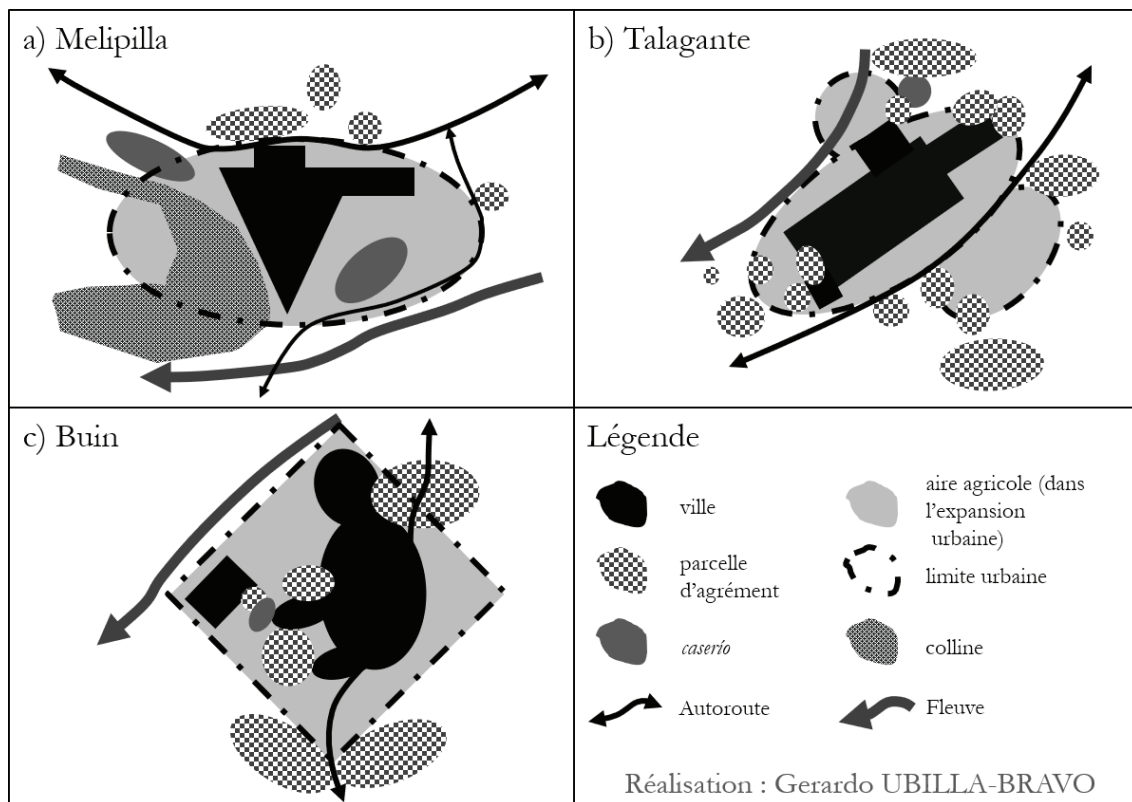 a) Melipilla
b) Talagante
c) Buin
Légende
ville
aire agricole (dans
l'expansion
urbaine)
parcelle
d'agrément
limite urbaine
caserío
colline
Autoroute
Fleuve
Réalisation : Gerardo UBILLA-BRAVO